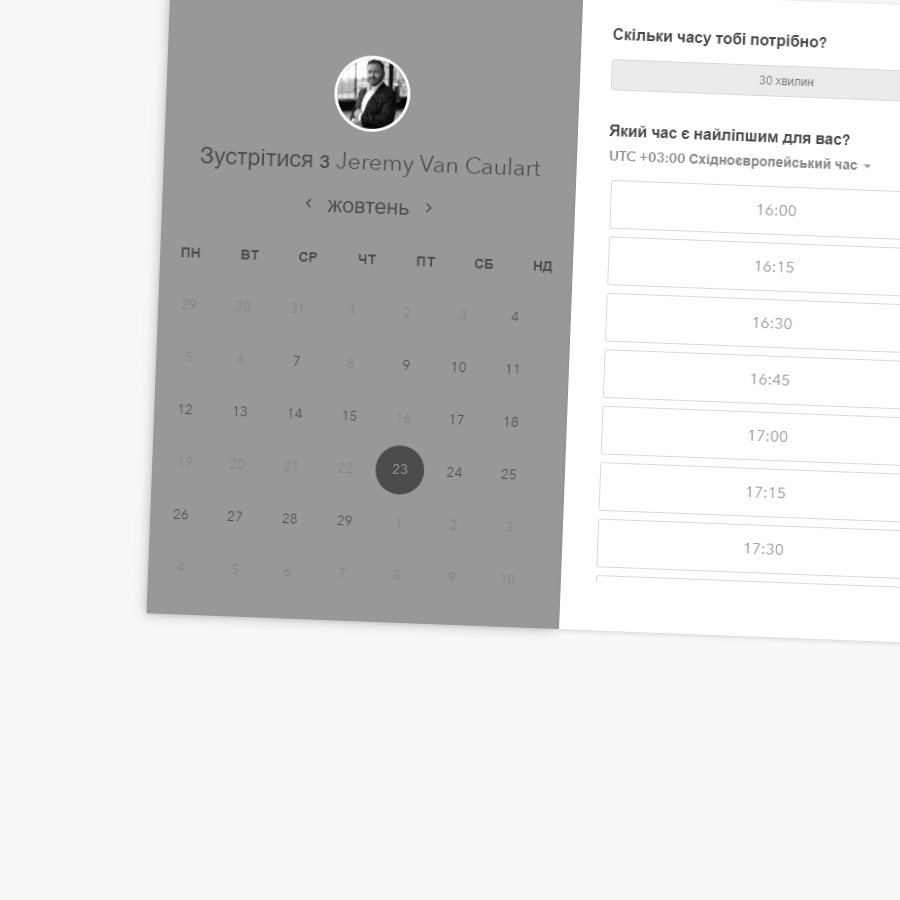 Зустрітися з Jeremy Van Caulart
жовтень
ПН ВТ СР ЧТ ПТ СБ НД
29 30 31 1 2 3 4
5 6 7 8 9 10 11
12 13 14 15 16 17 18
19 20 21 22 23 24 25
26 27 28 29 1 2 3
4 5 6 7 8 9 10
Скільки часу тобі потрібно?
30 хвилин
Який час є найліпшим для вас?
UTC +03:00 Східноєвропейський час
16:00
16:15
16:30
16:45
17:00
17:15
17:30